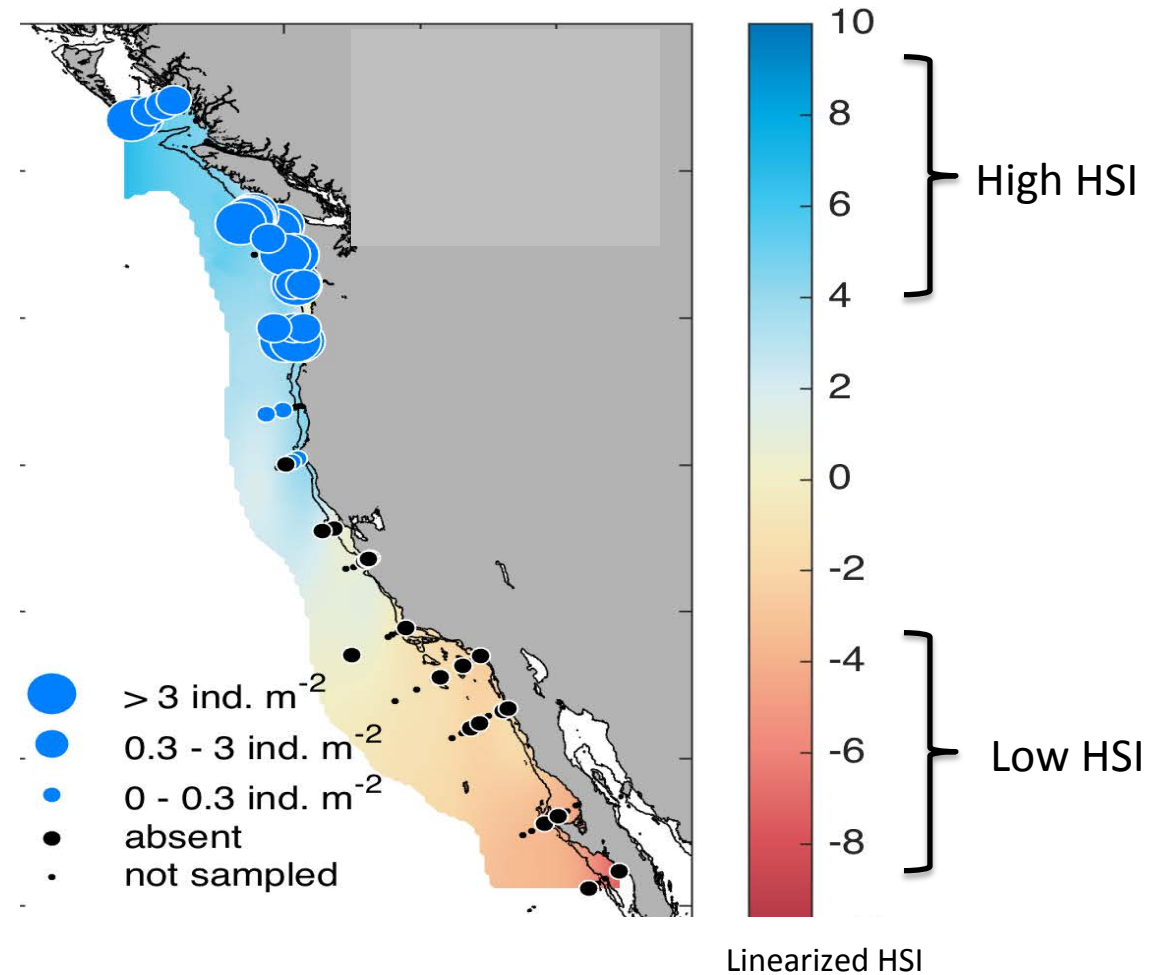 10
8
6
4
2
0
-2
-4
-6
-8
High HSI
Low HSI
> 3 ind. m-2
0.3 - 3 ind. m-2
0 - 0.3 ind. m-2
absent
not sampled
Linearized HSI